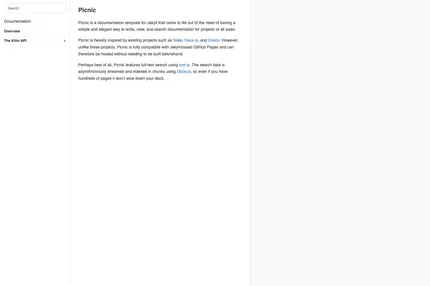 Search
Documentation
Overview
The Kittn API
Picnic
Picnic is a documentation template for Jekyll that came to life out of the need of having a
simple and elegant way to write, view, and search documentation for projects of all sizes.
Picnic is heavily inspired by existing projects such as Slate, Daux.io, and Docco. However,
unlike these projects, Picnic is fully compatible with Jekyll-based GitHub Pages and can
therefore be hosted without needing to be built beforehand.
Perhaps best of all, Picnic features full-text search using lunr.js. The search data is
asynchronously streamed and indexed in chunks using Oboe.js, so even if you have
hundreds of pages it won't slow down your docs.